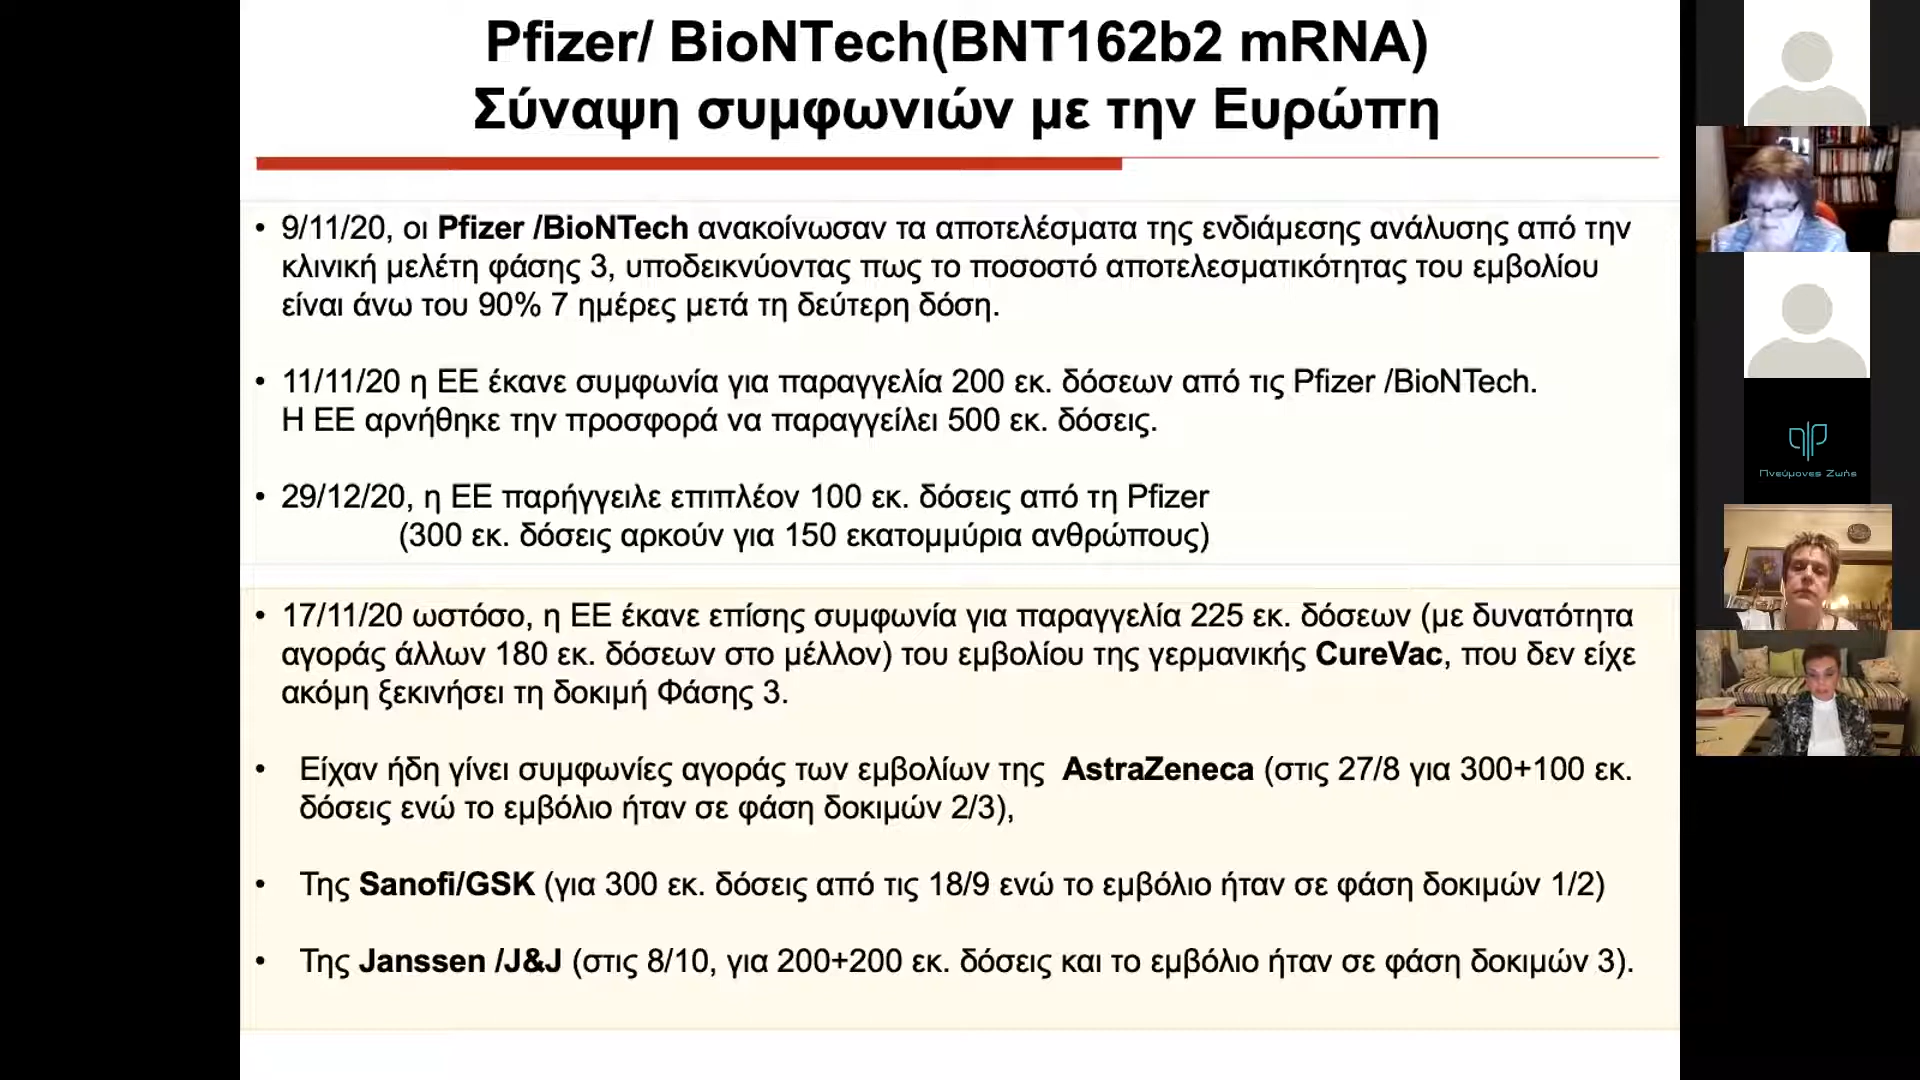 Pfizer/ BioNTech(BNT162b2 mRNA)
Σύναψη συμφωνιών με την Ευρώπη
• 9/11/20, οι Pfizer /BioNTech ανακοίνωσαν τα αποτελέσματα της ενδιάμεσης ανάλυσης από την
κλινική μελέτη φάσης 3, υποδεικνύοντας πως το ποσοστό αποτελεσματικότητας του εμβολίου
είναι άνω του 90% 7 ημέρες μετά τη δεύτερη δόση.
• 11/11/20 η ΕΕ έκανε συμφωνία για παραγγελία 200 εκ. δόσεων από τις Pfizer /BioNTech.
Η ΕΕ αρνήθηκε την προσφορά να παραγγείλει 500 εκ. δόσεις.
• 29/12/20, η ΕΕ παρήγγειλε επιπλέον 100 εκ. δόσεις από τη Pfizer
(300 εκ. δόσεις αρκούν για 150 εκατομμύρια ανθρώπους)
• 17/11/20 ωστόσο, η ΕΕ έκανε επίσης συμφωνία για παραγγελία 225 εκ. δόσεων (με δυνατότητα
αγοράς άλλων 180 εκ. δόσεων στο μέλλον) του εμβολίου της γερμανικής CureVac, που δεν είχε
ακόμη ξεκινήσει τη δοκιμή Φάσης 3.
• Είχαν ήδη γίνει συμφωνίες αγοράς των εμβολίων της AstraZeneca (στις 27/8 για 300+100 εκ.
δόσεις ενώ το εμβόλιο ήταν σε φάση δοκιμών 2/3),
• Της Sanofi/GSK (για 300 εκ. δόσεις από τις 18/9 ενώ το εμβόλιο ήταν σε φάση δοκιμών 1/2)
• Της Janssen /J&J (στις 8/10, για 200+200 εκ. δόσεις και το εμβόλιο ήταν σε φάση δοκιμών 3).
Πνεύμονες Ζωής